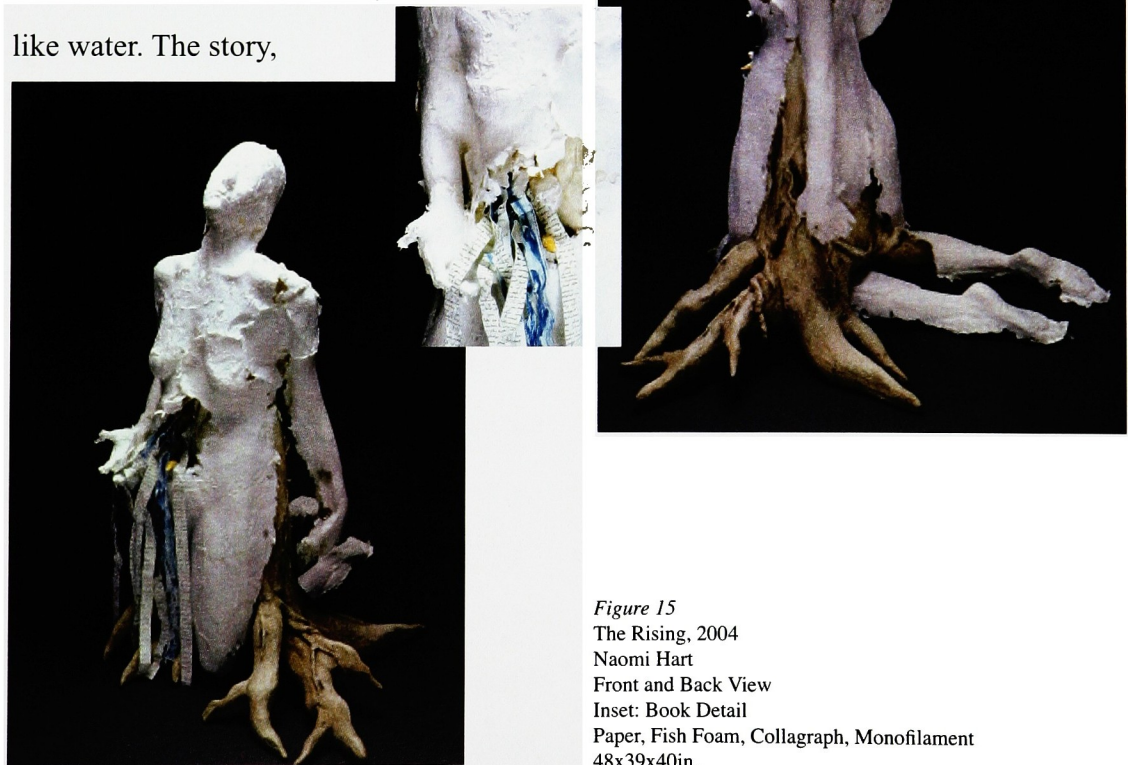 like water. The story,
Figure 15
The Rising, 2004
Naomi Hart
Front and Back View
Inset: Book Detail
Paper, Fish Foam, Collagraph, Monofilament
48x39x40in.